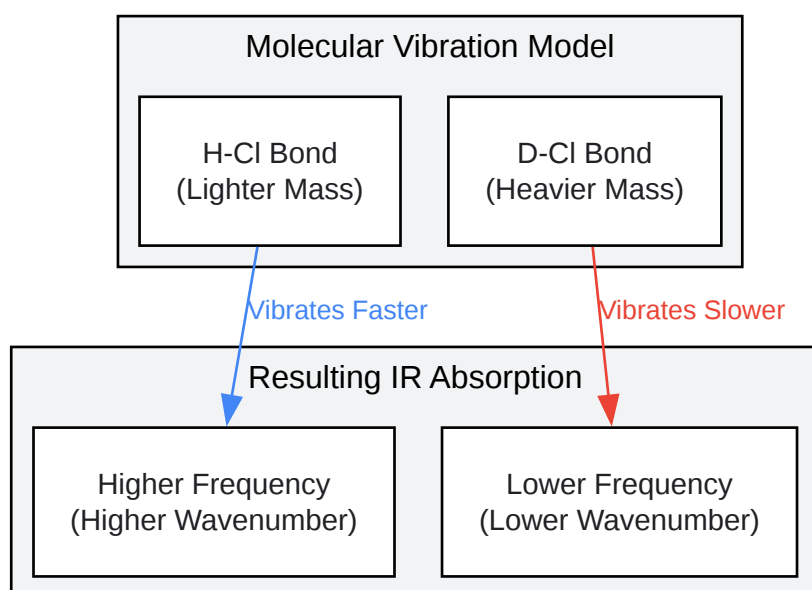 Molecular Vibration Model
H-Cl Bond
(Lighter Mass)
D-Cl Bond
(Heavier Mass)
Vibrates Faster
Vibrates Slower
Resulting IR Absorption
Higher Frequency
(Higher Wavenumber)
Lower Frequency
(Lower Wavenumber)